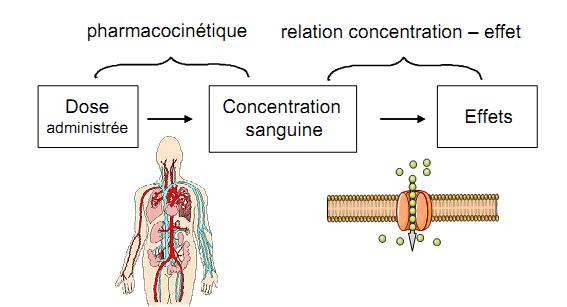 pharmacocinétique
relation concentration – effet
Dose
administrée
Concentration
sanguine
Effets